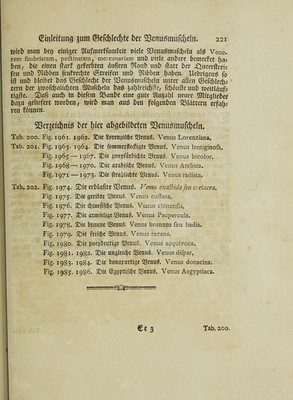 Einleitung zum Geschlechte der Venusmuscheln. 221
wird man bey einiger Aufmerksamkeit viele Venusmuscheln als Vene-
rem fimbriatam, pectinatam, mercenariam und viele andere bemerket ha-
ben, die einen stark gekerbten äußern Rand und statt der Queerstrei-
fen und Ribben senkrechte Streifen und Ribben haben. Uebrigens so
ist und bleibet das Geschlecht der Venusmuscheln unter allen Geschlech-
tern der zwoschalichten Muscheln das zahlreichste, schönste und weitläuf-
tigste. Daß auch in diesem Bande eine gute Anzahl neuer Mitglieder
dazu geliefert worden, wird man aus den folgenden Blättern erfah-
ren können.
Verzeichnis der hier abgebildeten Venusmuscheln.
Tab. 200. Fig. 1961. 1962. Die Lorenzische Venus. Venus Lorenziana.
Tab. 201. Fig. 1963. 1964. Die sommerfleckigte Venus. Venus lentiginosa.
Fig. 1965 — 1967. Die zweyfarbichte Venus. Venus bicolor.
Fig. 1968 — 1970. Die arabische Venus. Venus Arabica.
Fig. 1971 — 1973. Die stralichte Venus. Venus radiata.
Tab. 202. Fig. 1974. Die erblaßte Venus. Venus exalbida seu cretacea.
Fig. 1975. Die geribte Venus. Venus costata.
Fig. 1976. Die chinesische Venus. Venus chinensis.
Fig. 1977. Die armselige Venus. Venus Paupercula.
Fig. 1978. Die braune Venus. Venus brunnea seu badia.
Fig. 1979. Die frische Venus. Venus recens.
Fig. 1980. Die zweydeutige Venus. Venus aequivoca.
Fig. 1981. 1982. Die ungleiche Venus. Venus dispar.
Fig. 1983. 1984. Die donaxartige Venus. Venus donacina.
Fig. 1985. 1986. Die Egyptische Venus. Venus Aegyptiaca.
Ee 3 Tab. 200.